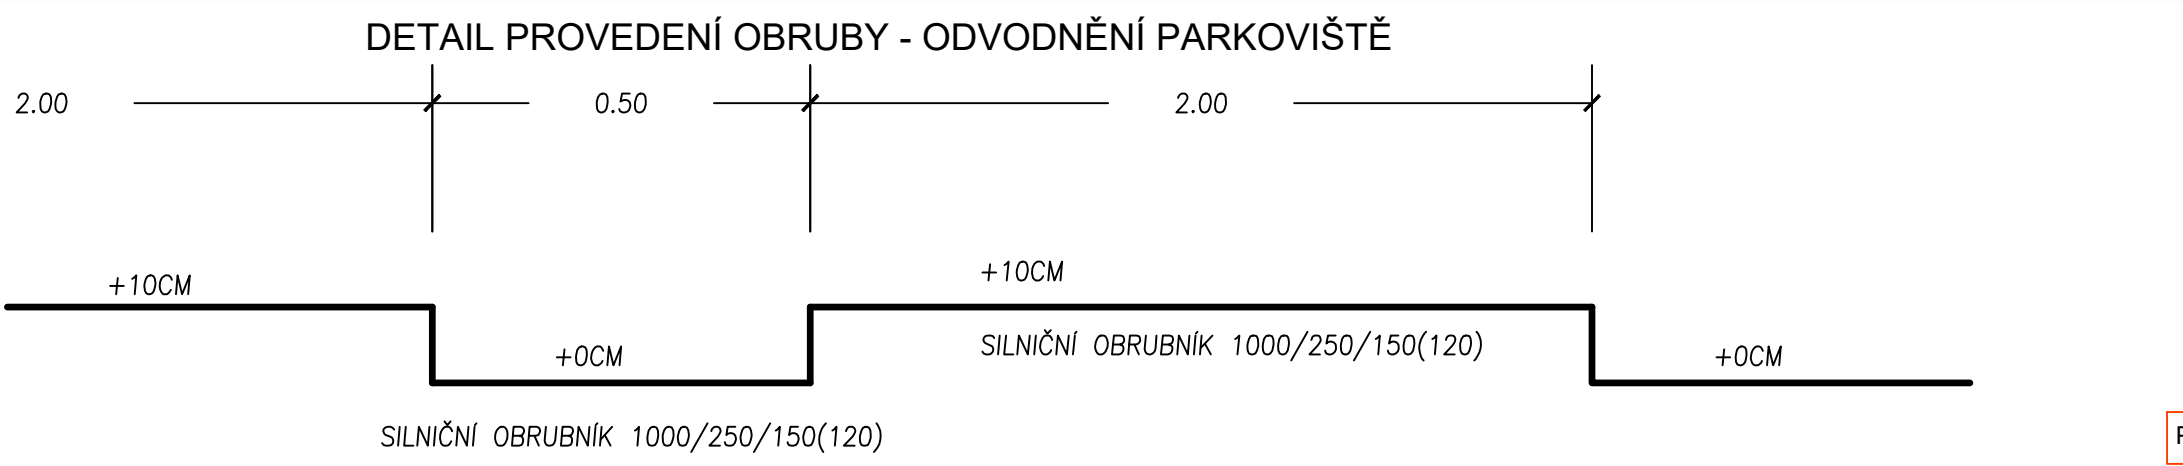 DETAIL PROVEDENÍ OBRUBY - ODVODNĚNÍ PARKOVIŠTĚ
2.00 0.50 2.00
+10CM +10CM
SILNIČNÍ OBRUBNÍK 1000/250/150(120)
+0CM +0CM
SILNIČNÍ OBRUBNÍK 1000/250/150(120)